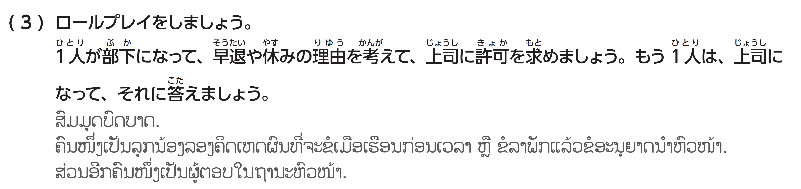 ( 3 ) ロールプレイをしましょう。
1人が部下になって、早退や休みの理由を考えて、上司に許可を求めましょう。もう1人は、上司に
なって、それに答えましょう。
ສົມມຸດບົດບາດ.
ຄົນໜຶ່ງເປັນລູກນ້ອງລອງຄິດເຫດຜົນທີ່ຈະຂໍເມືອເຮືອນກ່ອນເວລາ ຫຼື ຂໍລາພັກແລ້ວຂໍອະນຸຍາດນຳຫົວໜ້າ.
ສ່ວນອີກຄົນໜຶ່ງເປັນຜູ້ຕອບໃນຖານະຫົວໜ້າ.